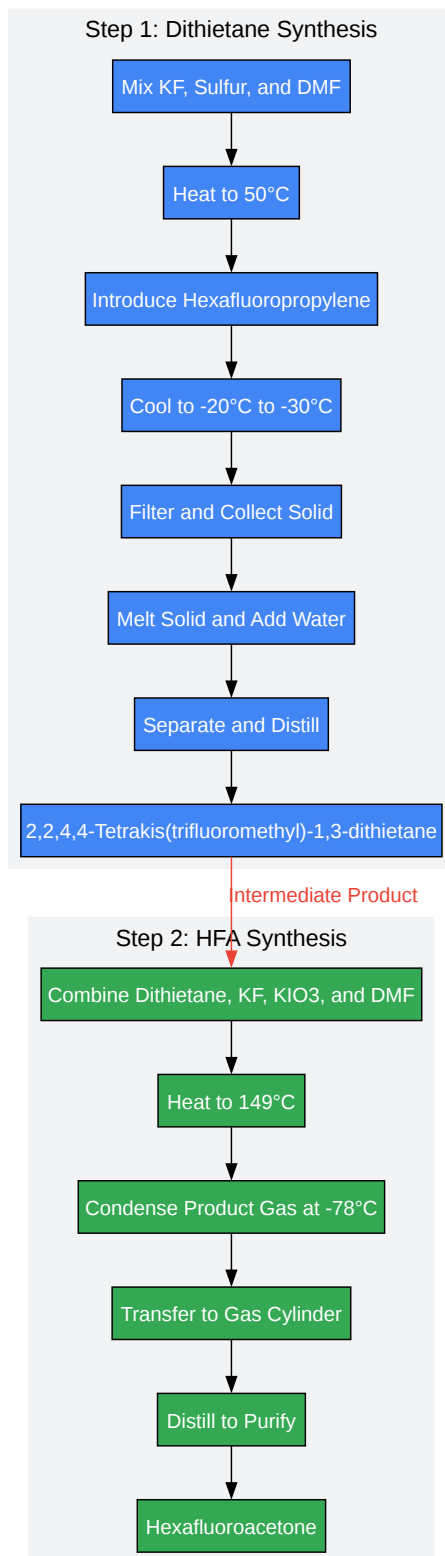 Step 1: Dithietane Synthesis
Mix KF, Sulfur, and DMF
Heat to 50°C
Introduce Hexafluoropropylene
Cool to -20°C to -30°C
Filter and Collect Solid
Melt Solid and Add Water
Separate and Distill
2,2,4,4-Tetrakis(trifluoromethyl)-1,3-dithietane
Intermediate Product
Step 2: HFA Synthesis
Combine Dithietane, KF, KIO3, and DMF
Heat to 149°C
Condense Product Gas at -78°C
Transfer to Gas Cylinder
Distill to Purify
Hexafluoroacetone